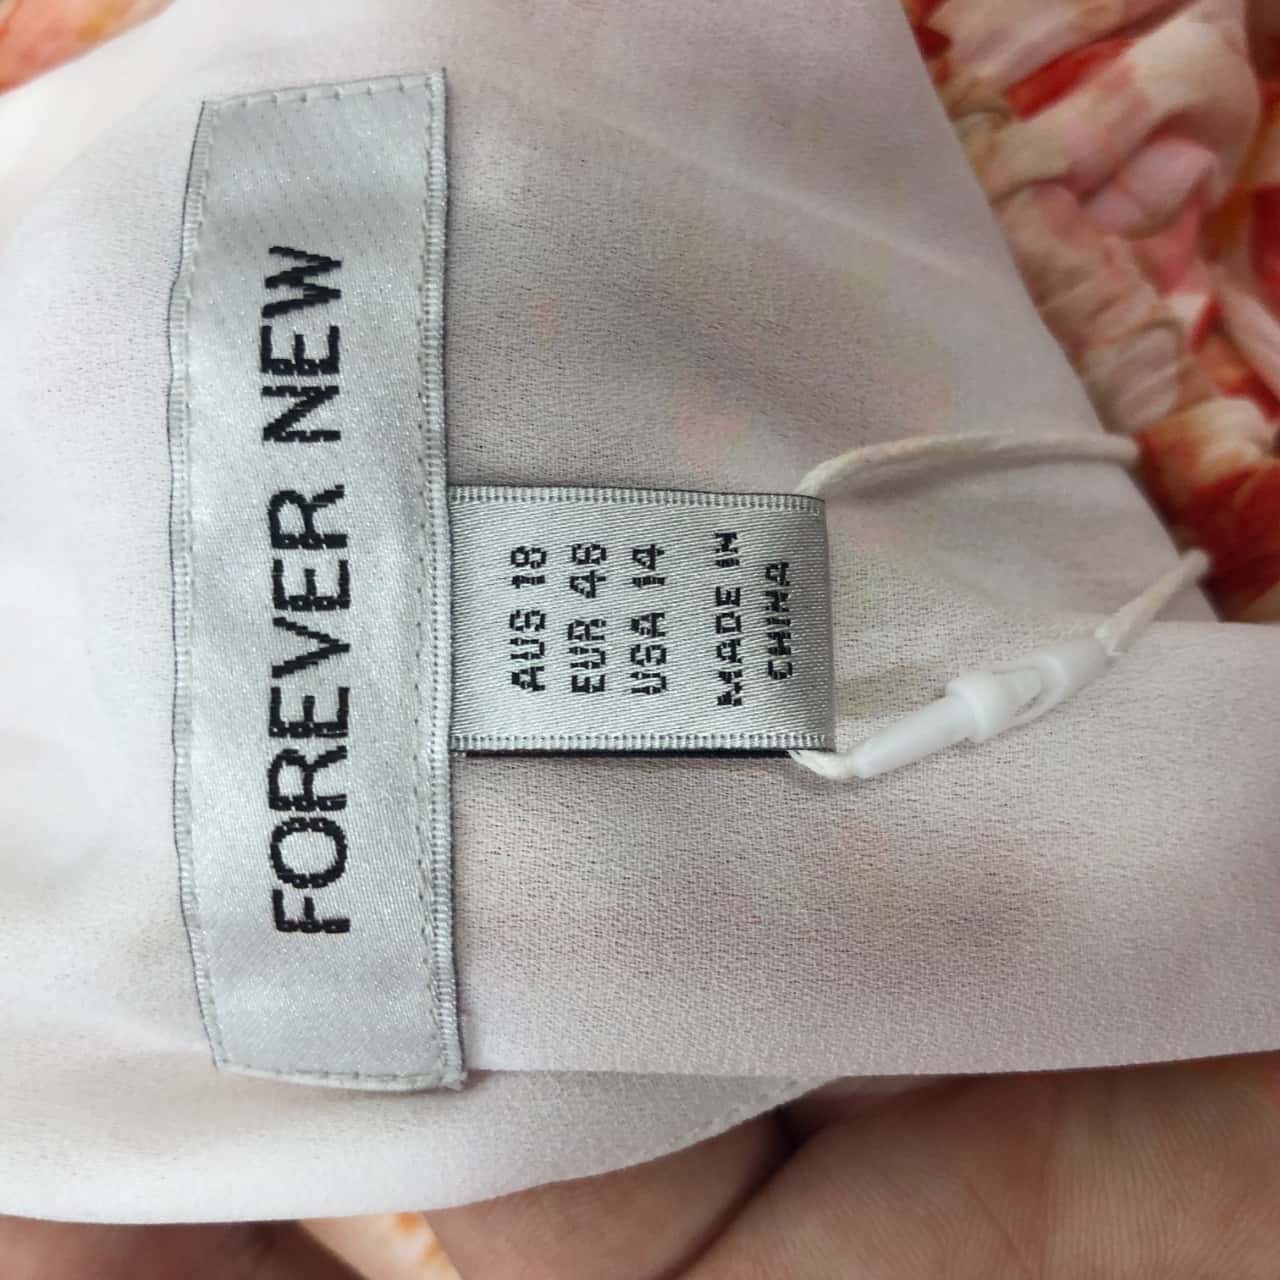 FOREVER NEW
AUS 18
EUR 46
USA 14
MADE IN
CHINA